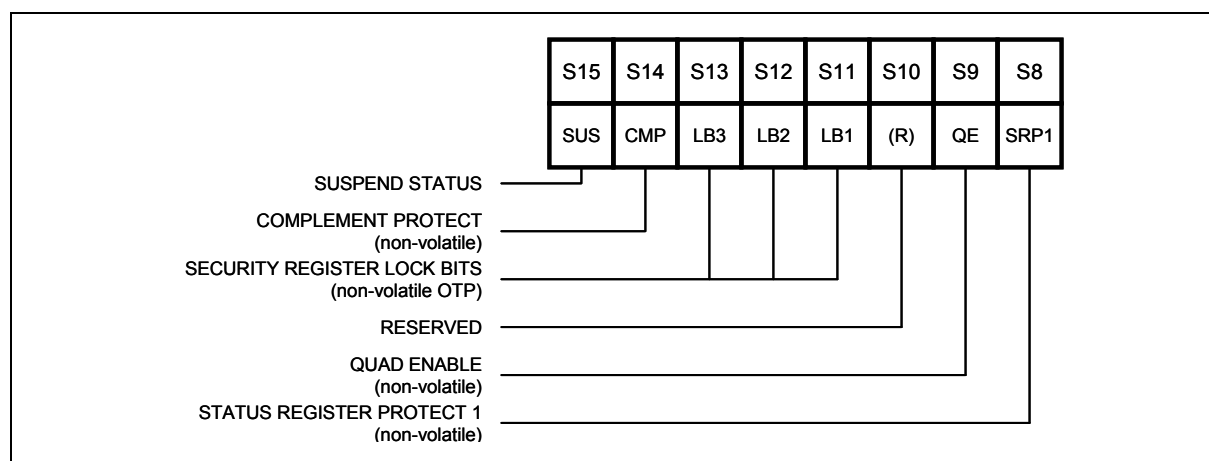 S15 S14 S13 S12 S11 S10 S9 S8
SUS CMP LB3 LB2 LB1 (R) QE SRP1
SUSPEND STATUS
COMPLEMENT PROTECT
(non-volatile)
SECURITY REGISTER LOCK BITS
(non-volatile OTP)
RESERVED
QUAD ENABLE
(non-volatile)
STATUS REGISTER PROTECT 1
(non-volatile)